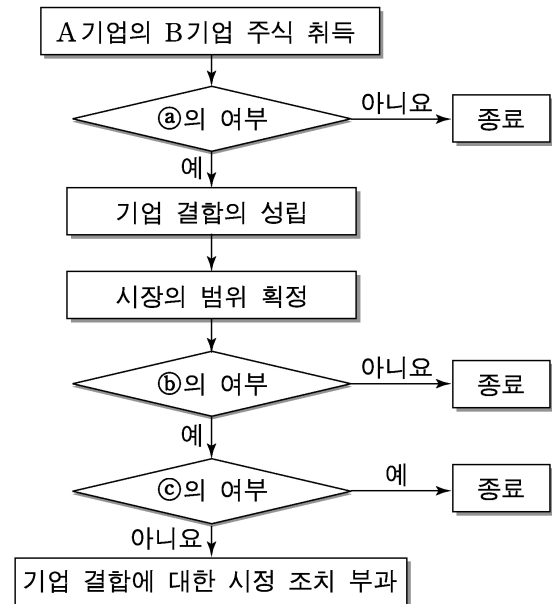 A기업의 B기업 주식 취득
ⓐ의 여부
아니요
종료
예
기업 결합의 성립
시장의 범위 획정
ⓑ의 여부
아니요
종료
예
ⓒ의 여부
예
종료
아니요
기업 결합에 대한 시정 조치 부과